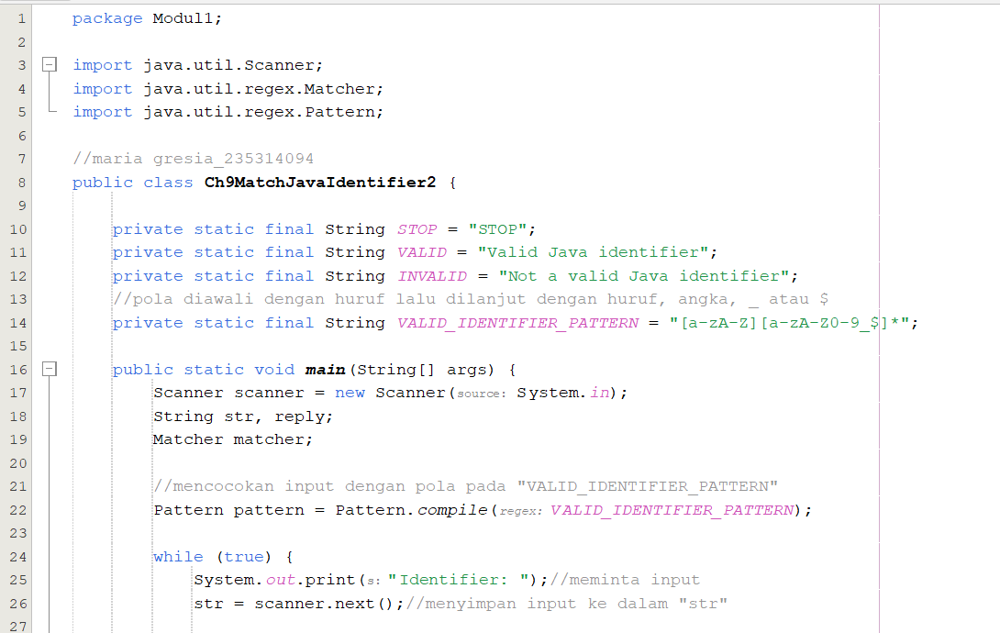 1 package Modul1;
2
3 import java.util.Scanner;
4 import java.util.regex.Matcher;
5 import java.util.regex.Pattern;
6
7 //maria gresia_235314094
8 public class Ch9MatchJavaIdentifier2 {
9
10 private static final String STOP = "STOP";
11 private static final String VALID = "Valid Java identifier";
12 private static final String INVALID = "Not a valid Java identifier";
13 //pola diawali dengan huruf lalu dilanjut dengan huruf, angka, _ atau $
14 private static final String VALID_IDENTIFIER_PATTERN = "[a-zA-Z][a-zA-Z0-9_$]*";
15
16 public static void main(String[] args) {
17 Scanner scanner = new Scanner(source: System.in);
18 String str, reply;
19 Matcher matcher;
20
21 //mencocokan input dengan pola pada "VALID_IDENTIFIER_PATTERN"
22 Pattern pattern = Pattern.compile(regex: VALID_IDENTIFIER_PATTERN);
23
24 while (true) {
25 System.out.print(s: "Identifier: ");//meminta input
26 str = scanner.next();//menyimpan input ke dalam "str"
27